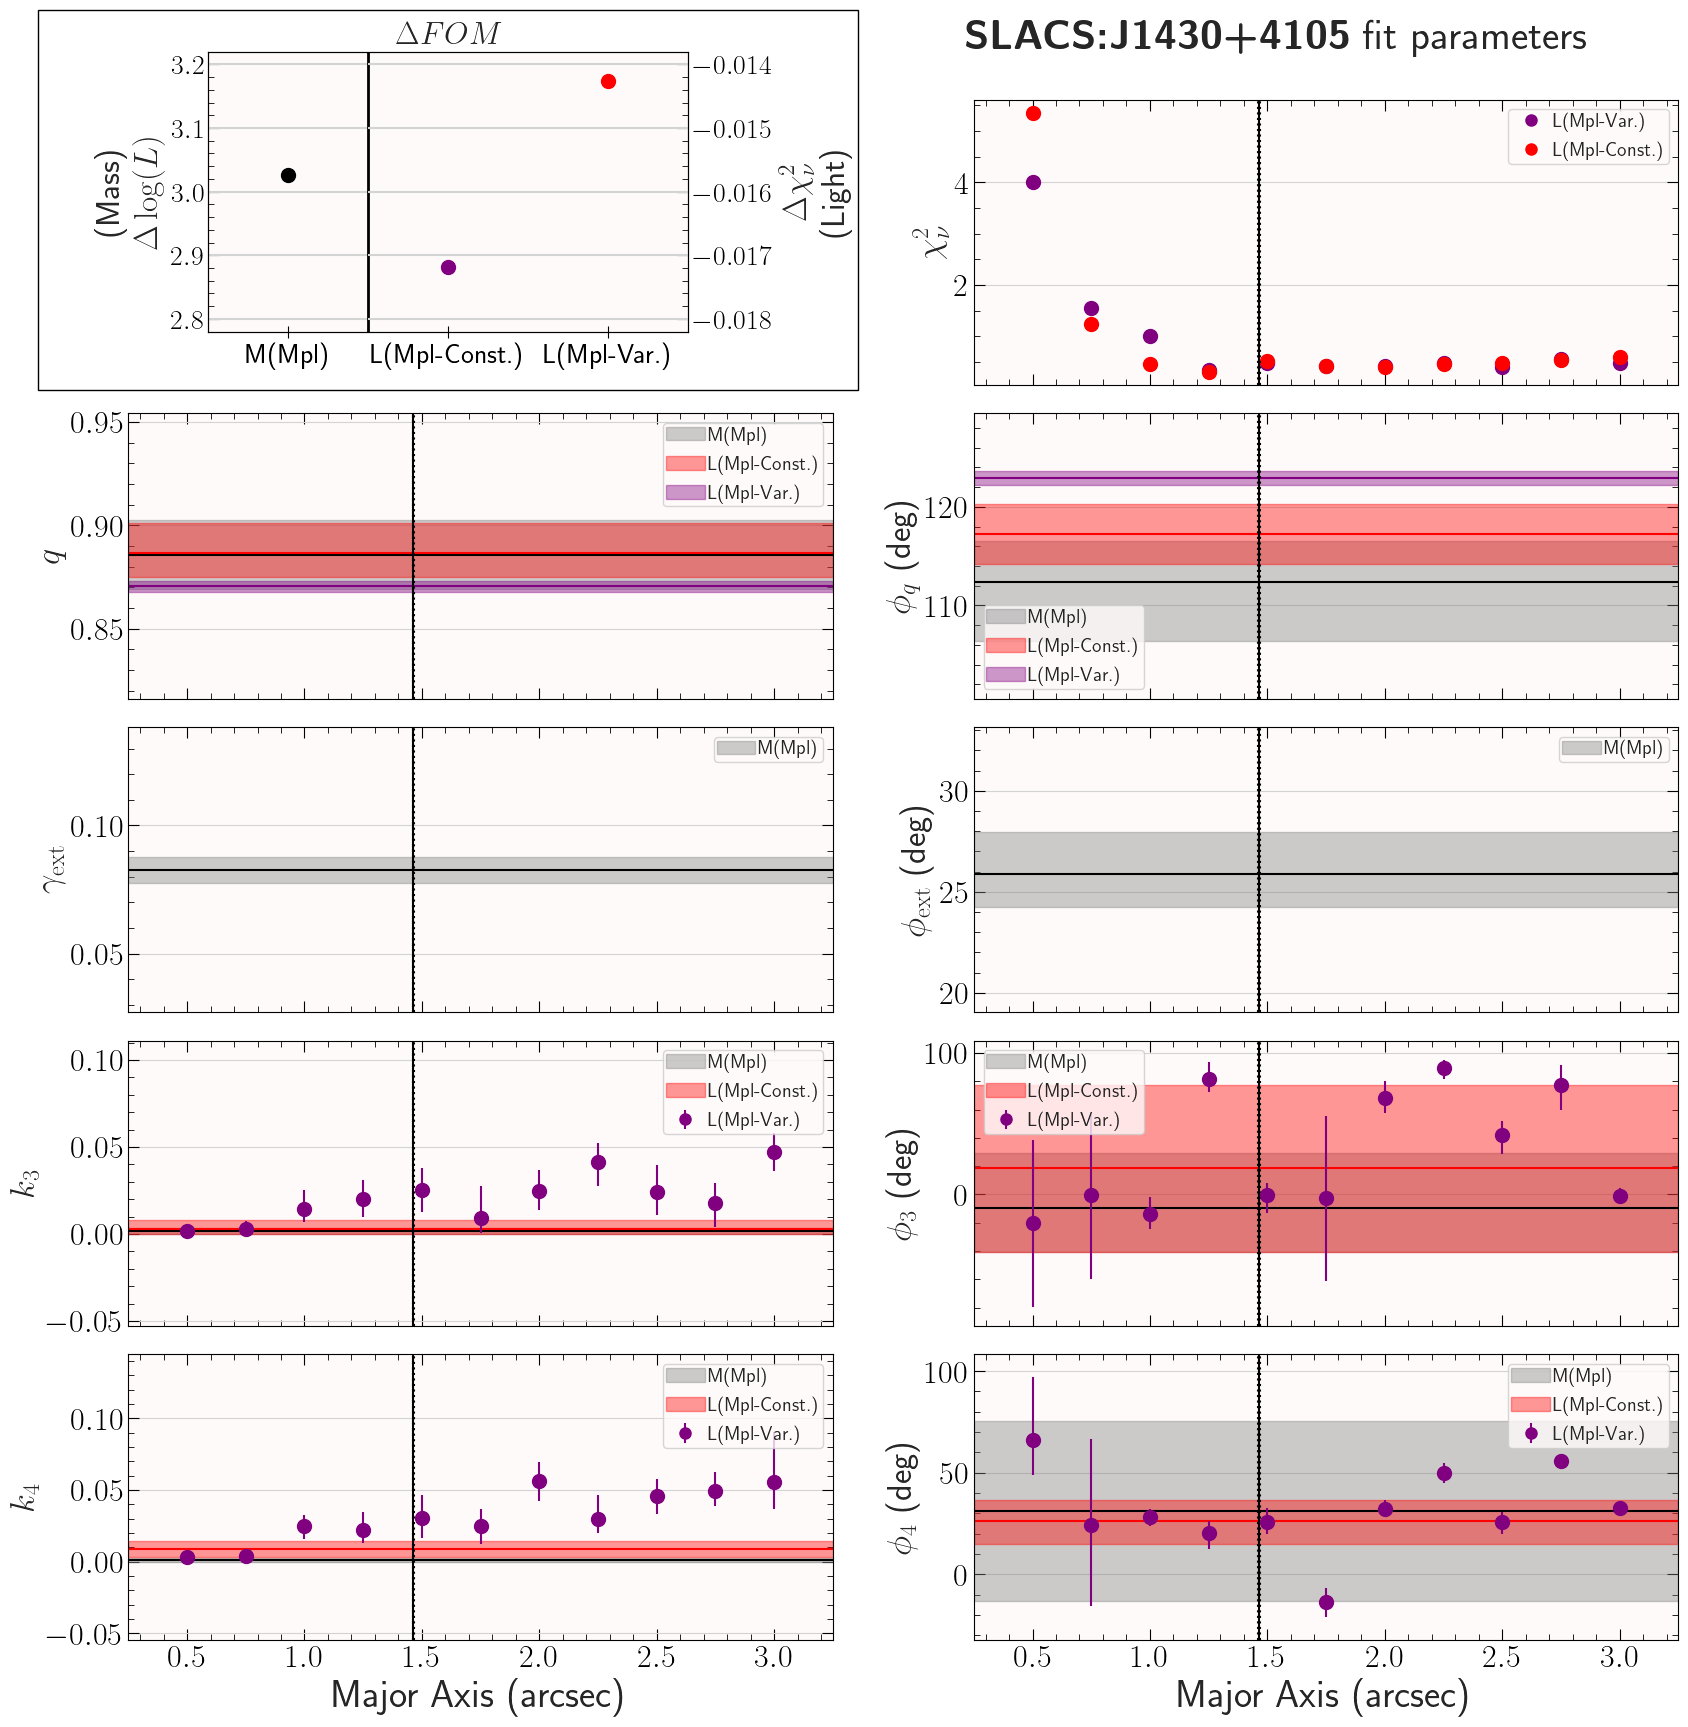 ΔFOM
SLACS:J1430+4105 fit parameters
(Mass)
Δ log(L)
3.2
3.1
3.0
2.9
2.8
−0.014
−0.015
−0.016
−0.017
−0.018
Δχ²ᵥ
(Light)
M(Mpl) L(Mpl-Const.) L(Mpl-Var.)
χ²ᵥ
4
2
L(Mpl-Var.)
L(Mpl-Const.)
q
0.95
0.90
0.85
M(Mpl)
L(Mpl-Const.)
L(Mpl-Var.)
ϕq (deg)
120
110
M(Mpl)
L(Mpl-Const.)
L(Mpl-Var.)
γext
0.10
0.05
M(Mpl)
ϕext (deg)
30
25
20
M(Mpl)
k3
0.10
0.05
0.00
−0.05
M(Mpl)
L(Mpl-Const.)
L(Mpl-Var.)
ϕ3 (deg)
100
0
M(Mpl)
L(Mpl-Const.)
L(Mpl-Var.)
k4
0.10
0.05
0.00
−0.05
M(Mpl)
L(Mpl-Const.)
L(Mpl-Var.)
0.5 1.0 1.5 2.0 2.5 3.0
Major Axis (arcsec)
ϕ4 (deg)
100
50
0
M(Mpl)
L(Mpl-Const.)
L(Mpl-Var.)
0.5 1.0 1.5 2.0 2.5 3.0
Major Axis (arcsec)